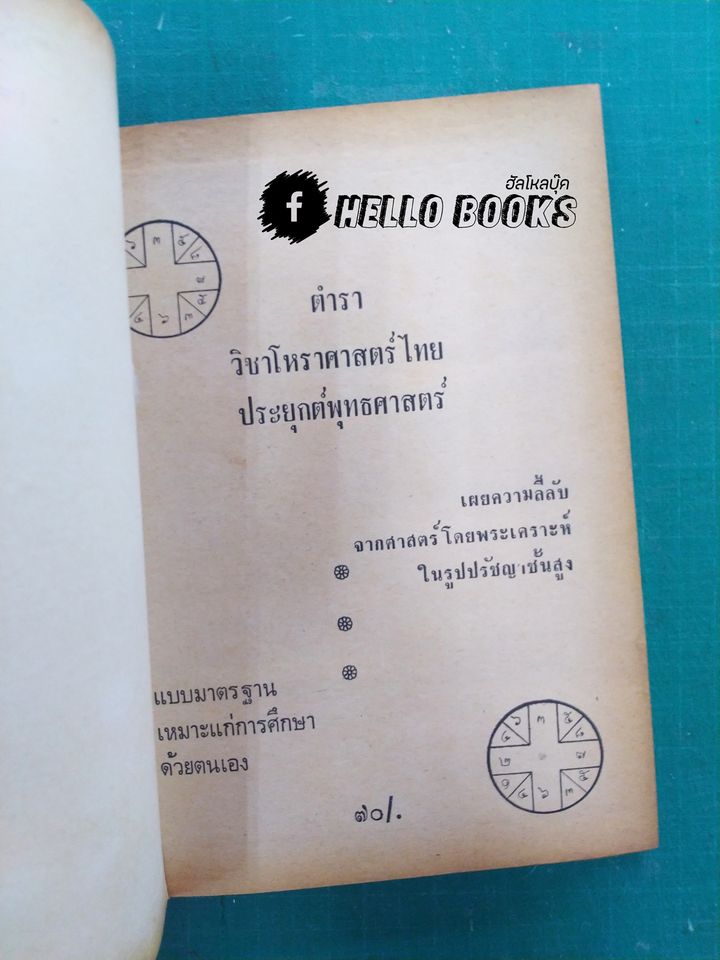 ฮัลโหลบุ๊ค
f HELLO BOOKS
ตำรา
วิชาโหราศาสตร์ไทย
ประยุกต์พุทธศาสตร์
เผยความลี้ลับ
จากศาสตร์โดยพระเคราะห์
ในรูปปรัชญาชั้นสูง
แบบมาตรฐาน
เหมาะแก่การศึกษา
ด้วยตนเอง
๗๐/.